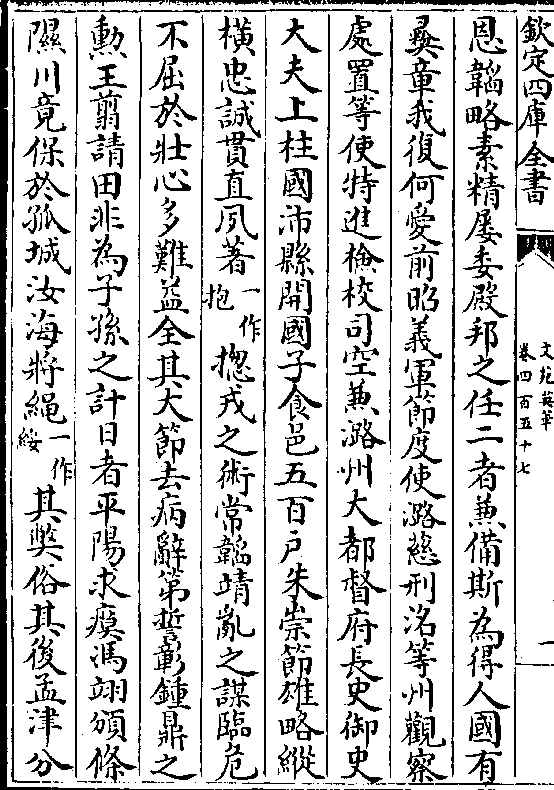 欽定四庫全書
文苑英華
卷四百五十七
一
恩韜略素精屢委殿邦之任二者兼備斯為得人國有
彛章我復何愛前昭義軍節度使潞慈刑洺等州觀察
處置等使特進檢校司空兼潞州大都督府長史御史
大夫上柱國沛縣開國子食邑五百戶朱崇節雄略縱
橫忠誠貫直夙著一作抱揔戎之術常韜靖亂之謀臨危
不屈於壯心多難益全其大節去病辭第誓彰鍾鼎之
勲王翦請田非為子孫之計日者平陽求瘼馮翊頒條
隰川竟保於孤城汝海將繩一作綏其獘俗其後孟津分